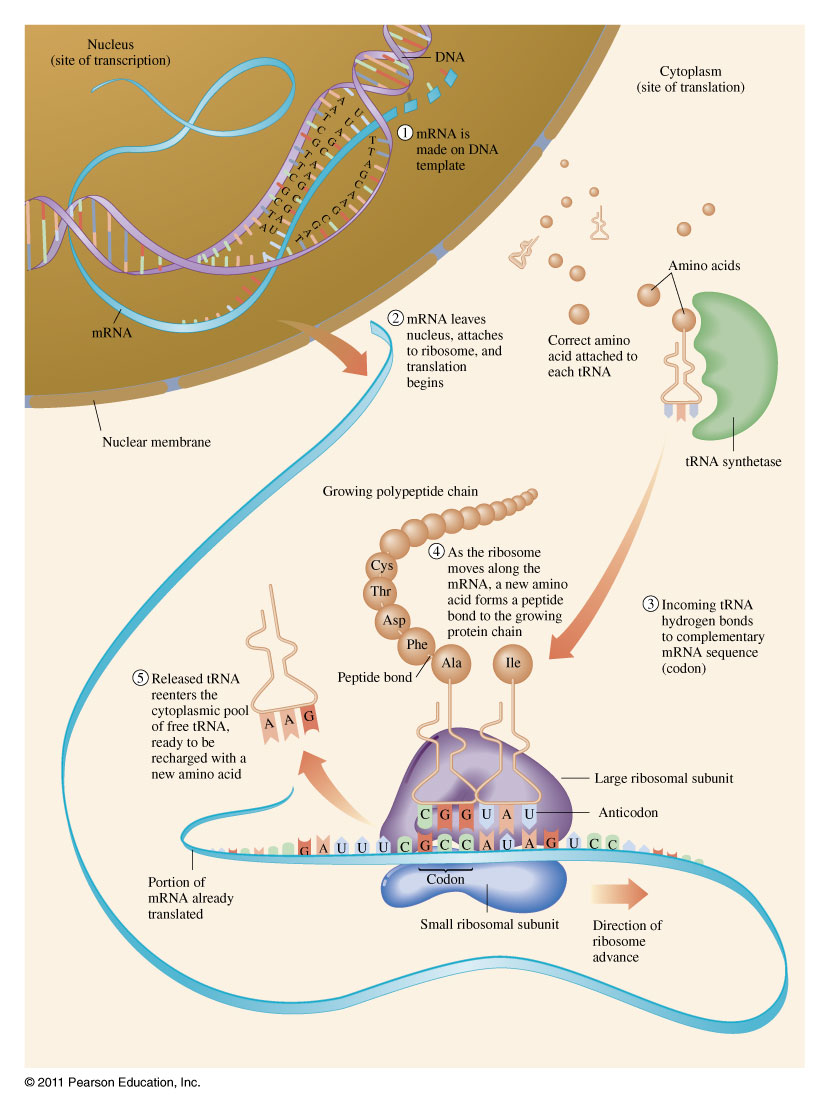 Nucleus
(site of transcription)
DNA
Cytoplasm
(site of translation)
1 mRNA is
made on DNA
template
mRNA
Amino acids
2 mRNA leaves
nucleus, attaches
to ribosome, and
translation
begins
Correct amino
acid attached to
each tRNA
Nuclear membrane
tRNA synthetase
Growing polypeptide chain
4 As the ribosome
moves along the
mRNA, a new amino
acid forms a peptide
bond to the growing
protein chain
Cys
Thr
Asp
Phe
Ala
Ile
Peptide bond
3 Incoming tRNA
hydrogen bonds
to complementary
mRNA sequence
(codon)
5 Released tRNA
reenters the
cytoplasmic pool
of free tRNA,
ready to be
recharged with a
new amino acid
A A G
Large ribosomal subunit
C G G U A U
Anticodon
G A U U U C G C C A U A G U C C
Codon
Portion of
mRNA already
translated
Small ribosomal subunit
Direction of
ribosome
advance
© 2011 Pearson Education, Inc.